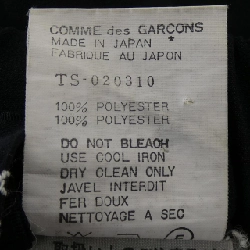 COMME des GARÇONS
MADE IN JAPAN
FABRIQUE AU JAPON
TS-020310
100% POLYESTER
100% POLYESTER
DO NOT BLEACH
USE COOL IRON
DRY CLEAN ONLY
JAVEL INTERDIT
FER DOUX
NETTOYAGE A SEC